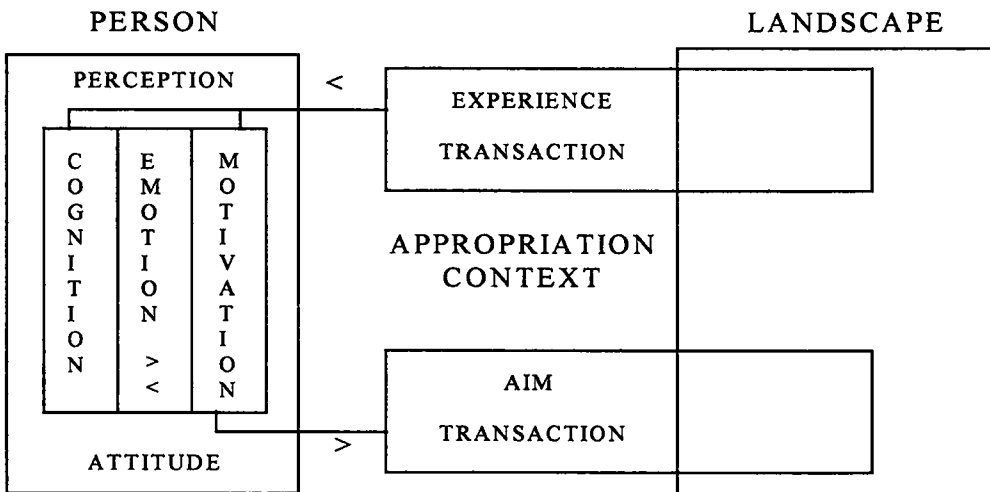 PERSON
LANDSCAPE
PERCEPTION
<
EXPERIENCE
TRANSACTION
COGNITION
EMOTION ><
MOTIVATION
APPROPRIATION
CONTEXT
AIM
TRANSACTION
>
ATTITUDE